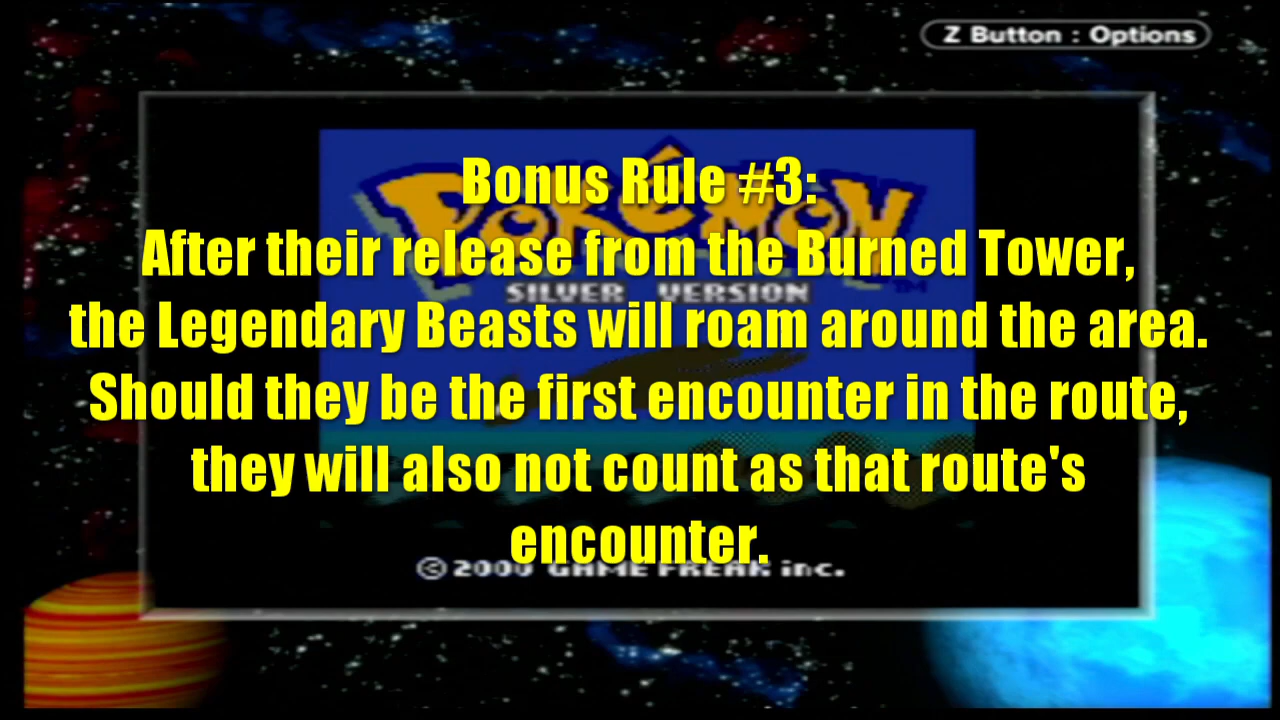 Z Button : Options
POKéMON
Bonus Rule #3:
After their release from the Burned Tower,
SILVER VERSION
TM
the Legendary Beasts will roam around the area.
Should they be the first encounter in the route,
they will also not count as that route's
encounter.
© 2000 GAME FREAK inc.